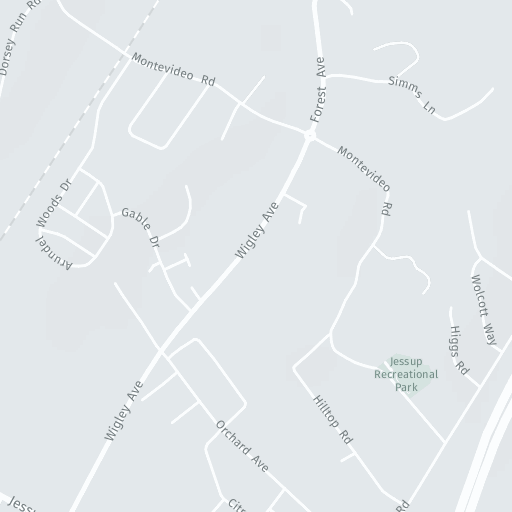 Dorsey Run Rd
Montevideo Rd
Forest Ave
Simms Ln
Montevideo
Rd
Woods Dr
Arundel
Gable Dr
Wigley Ave
Wolcott Way
Higgs Rd
Jessup
Recreational
Park
Wigley Ave
Hilltop Rd
Orchard Ave
Rd